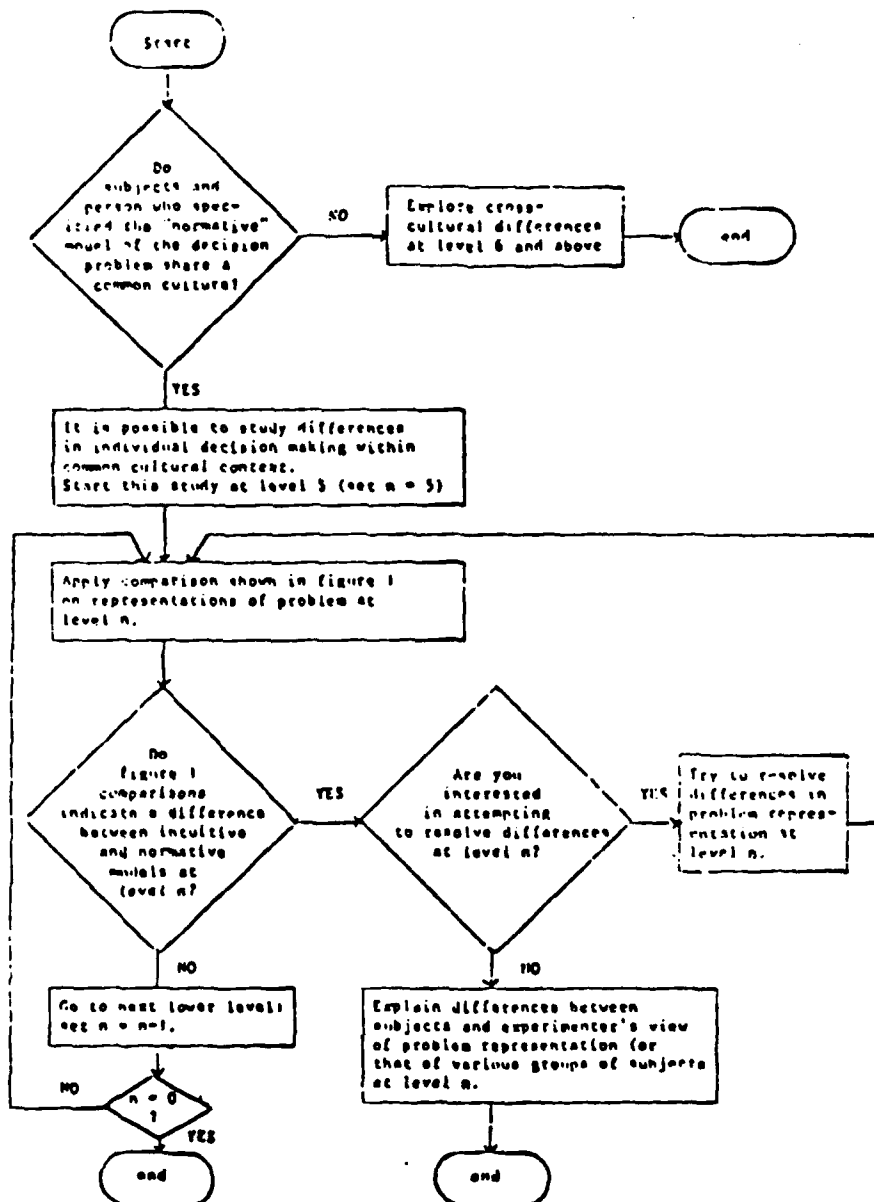 Start
Do
subjects and
person who spec-
ified the "normative"
model of the decision
problem share a
common culture?
NO
Explore cross-
cultural differences
at level 6 and above
end
YES
It is possible to study differences
in individual decision making within
common cultural context.
Start this study at level 5 (set n = 5)
Apply comparison shown in figure 1
on representations of problem at
level n.
Do
figure 1
comparisons
indicate a difference
between intuitive
and normative
models at
level n?
YES
Are you
interested
in attempting
to resolve differences
at level n?
YES
Try to resolve
differences in
problem repres-
entation at
level n.
NO
Go to next lower level:
set n = n-1.
NO
Explain differences between
subjects and experimenter's view
of problem representation (or
that of various groups of subjects
at level n.
NO
n = 0
?
YES
end
end